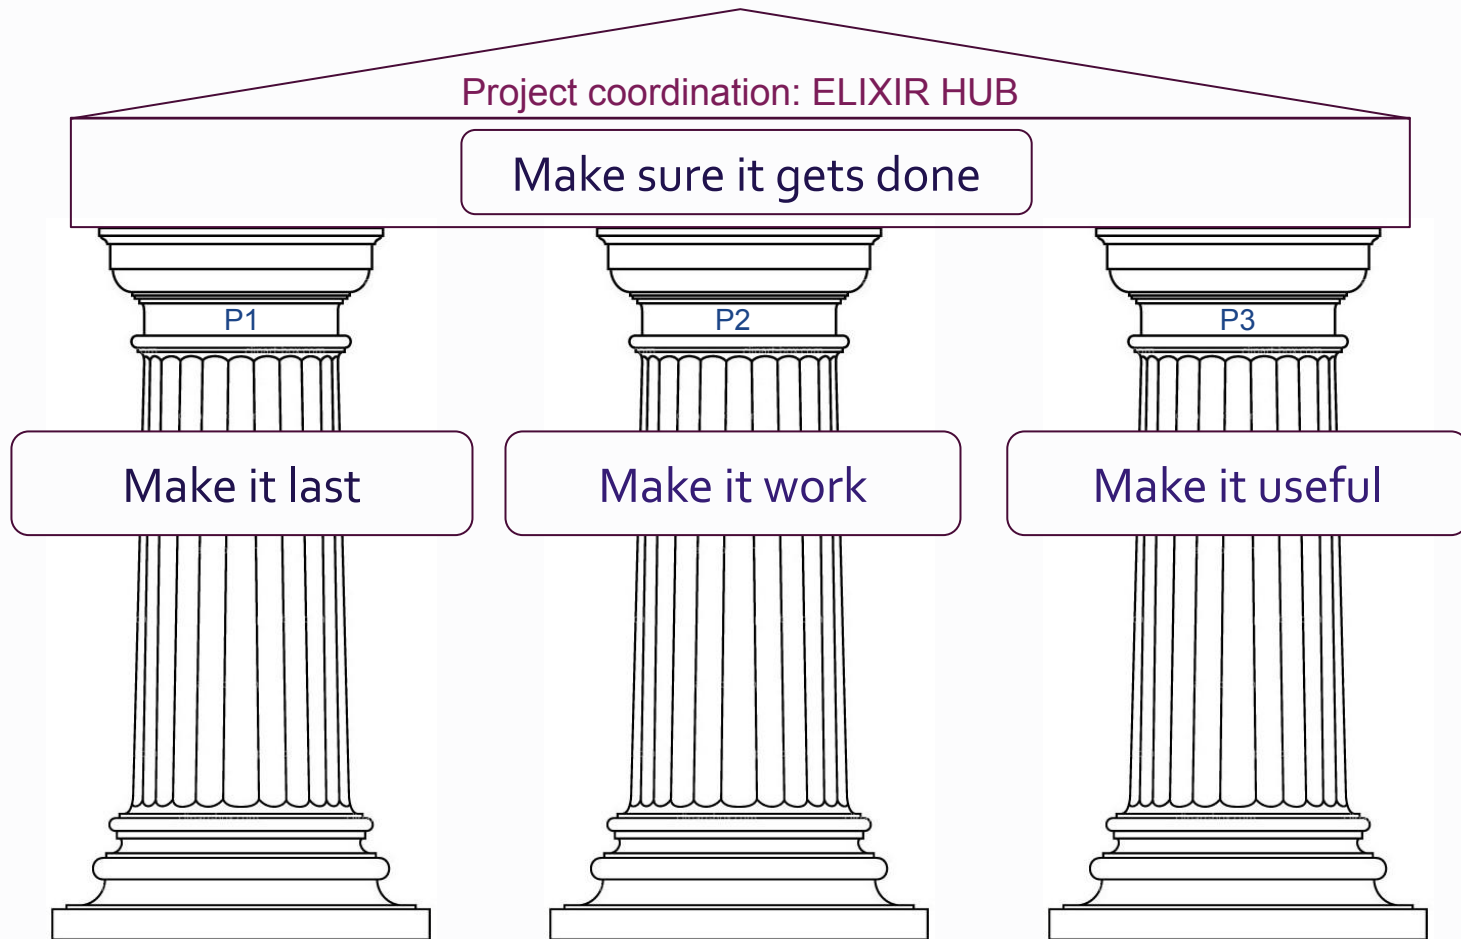 Project coordination: ELIXIR HUB
Make sure it gets done
P1
P2
P3
Make it last
Make it work
Make it useful